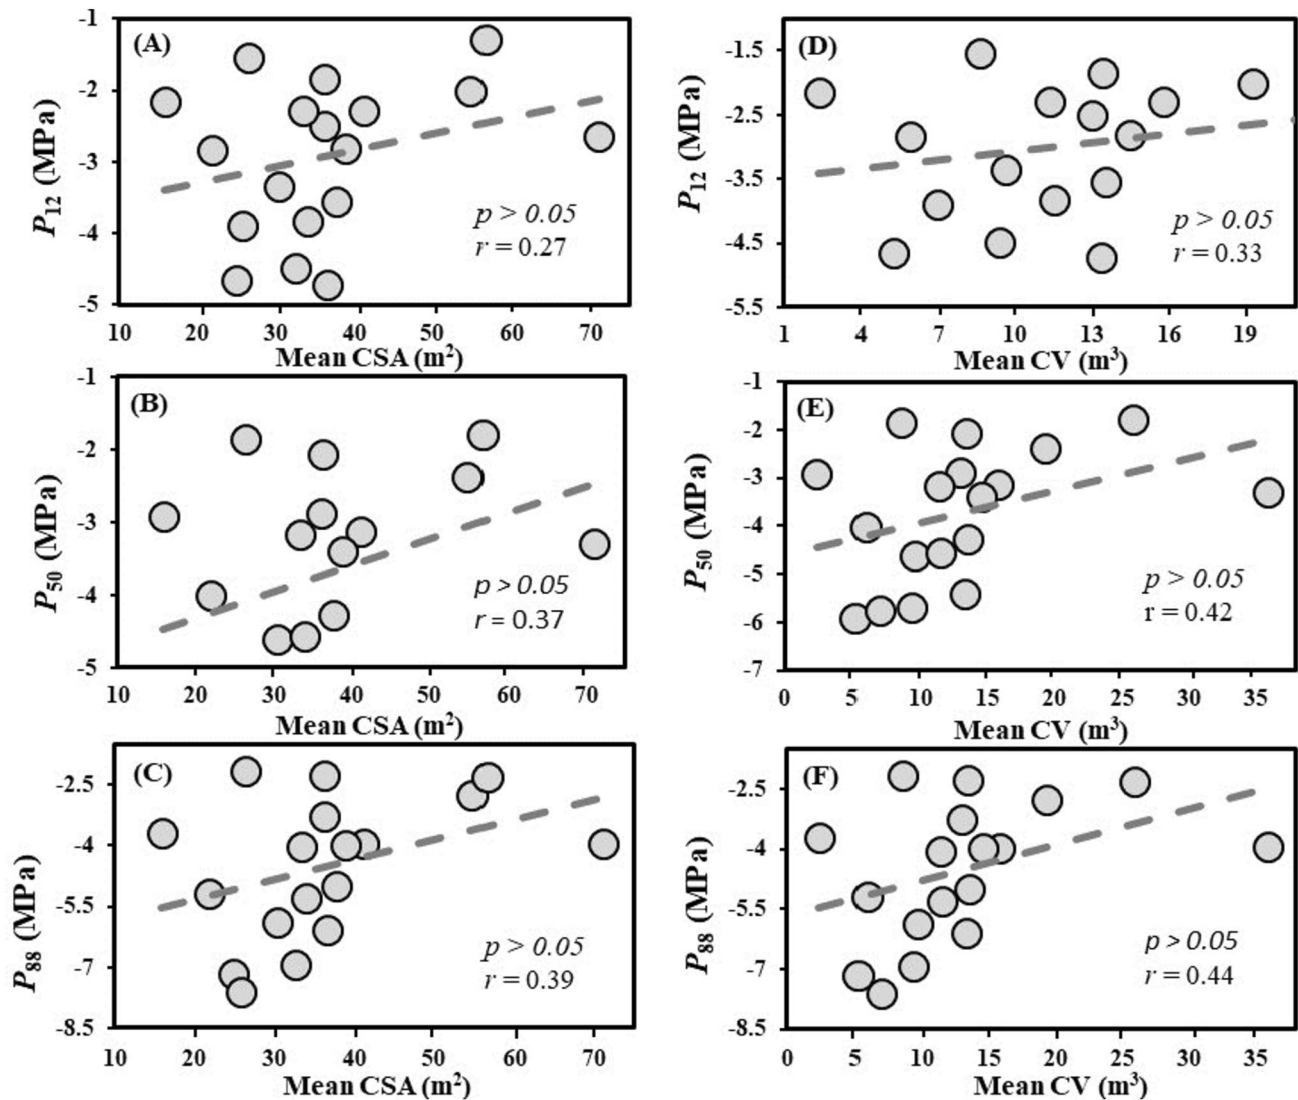 (A)
-1
-2
-3
-4
-5
P12 (MPa)
p > 0.05
r = 0.27
10 20 30 40 50 60 70
Mean CSA (m²)
(D)
-1.5
-2.5
-3.5
-4.5
-5.5
P12 (MPa)
p > 0.05
r = 0.33
1 4 7 10 13 16 19
Mean CV (m³)
(B)
-1
-2
-3
-4
-5
P50 (MPa)
p > 0.05
r = 0.37
10 20 30 40 50 60 70
Mean CSA (m²)
(E)
-1
-2
-3
-4
-5
-6
-7
P50 (MPa)
p > 0.05
r = 0.42
0 5 10 15 20 25 30 35
Mean CV (m³)
(C)
-2.5
-4
-5.5
-7
-8.5
P88 (MPa)
p > 0.05
r = 0.39
10 20 30 40 50 60 70
Mean CSA (m²)
(F)
-2.5
-4
-5.5
-7
-8.5
P88 (MPa)
p > 0.05
r = 0.44
0 5 10 15 20 25 30 35
Mean CV (m³)